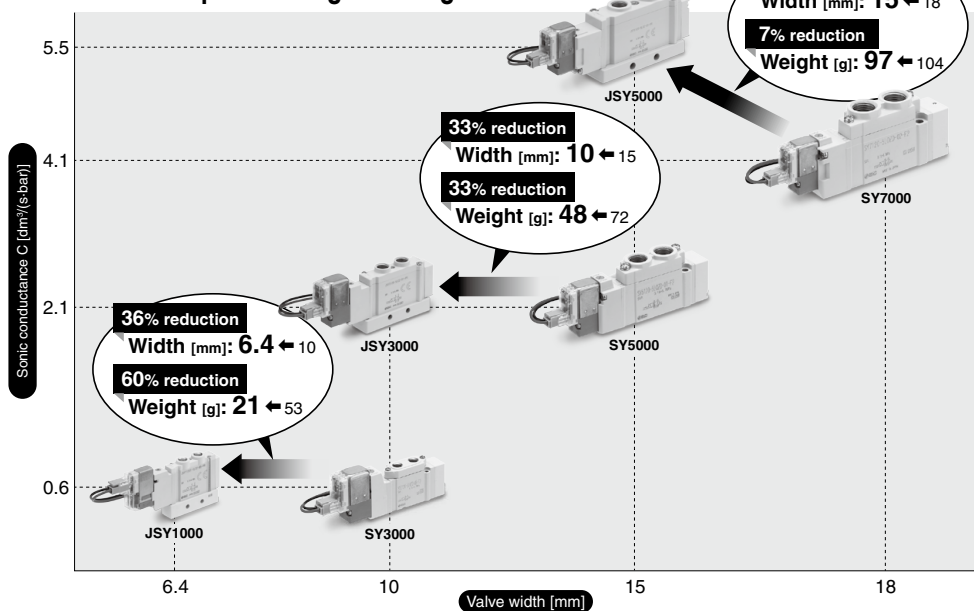 Width [mm]: 15 ⬅ 18
7% reduction
Weight [g]: 97 ⬅ 104
5.5
JSY5000
33% reduction
Width [mm]: 10 ⬅ 15
33% reduction
Weight [g]: 48 ⬅ 72
4.1
SY7000
Sonic conductance C [dm³/(s·bar)]
2.1
JSY3000
SY5000
36% reduction
Width [mm]: 6.4 ⬅ 10
60% reduction
Weight [g]: 21 ⬅ 53
0.6
JSY1000
SY3000
6.4
10
15
18
Valve width [mm]